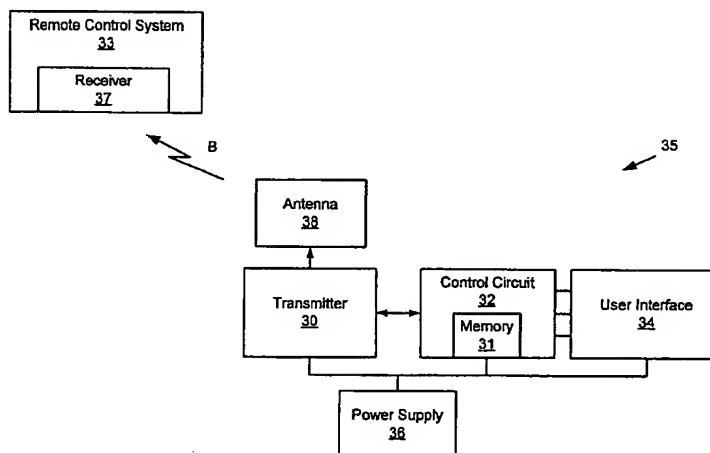 Remote Control System
33
Receiver
37
B
35
Antenna
38
Transmitter
30
Control Circuit
32
Memory
31
User Interface
34
Power Supply
36